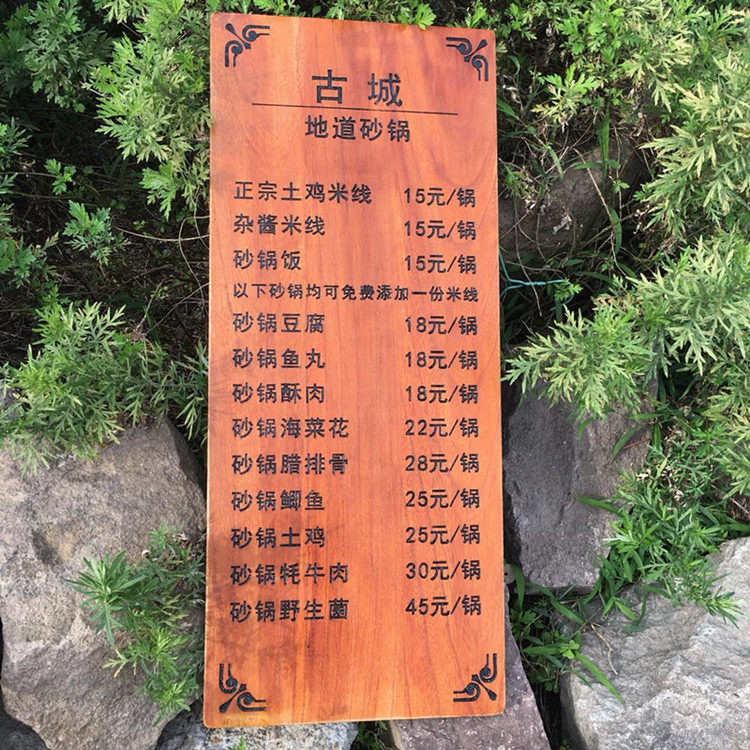 古城
地道砂锅
正宗土鸡米线 15元/锅
杂酱米线 15元/锅
砂锅饭 15元/锅
以下砂锅均可免费添加一份米线
砂锅豆腐 18元/锅
砂锅鱼丸 18元/锅
砂锅酥肉 18元/锅
砂锅海菜花 22元/锅
砂锅腊排骨 28元/锅
砂锅鲫鱼 25元/锅
砂锅土鸡 25元/锅
砂锅牦牛肉 30元/锅
砂锅野生菌 45元/锅